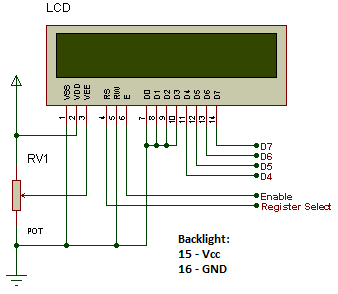 LCD
VSS VDD VEE RS RW E D0 D1 D2 D3 D4 D5 D6 D7
1 2 3 4 5 6 7 8 9 10 11 12 13 14
D7
D6
D5
D4
RV1
Enable
Register Select
POT
Backlight:
15 - Vcc
16 - GND